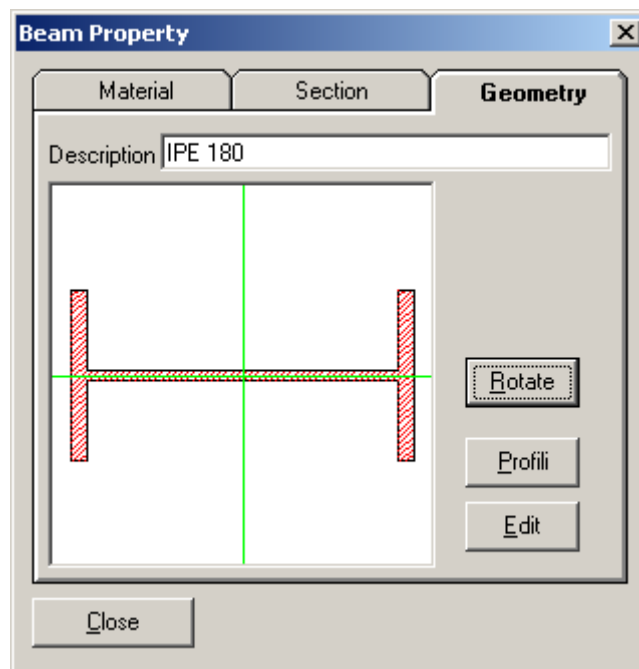 Beam Property
Material Section Geometry
Description IPE 180
Rotate
Profili
Edit
Close